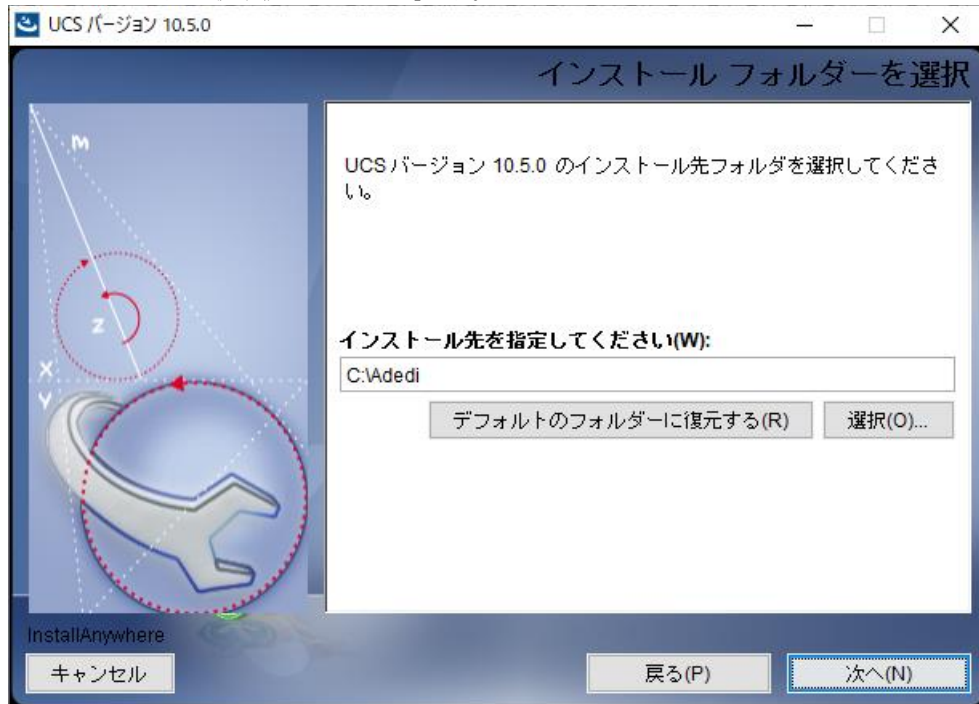 UCS バージョン 10.5.0
インストール フォルダーを選択
M
Z
X
Y
UCS バージョン 10.5.0 のインストール先フォルダを選択してくださ
い。
インストール先を指定してください(W):
C:\Adedi
デフォルトのフォルダーに復元する(R)
選択(O)...
InstallAnywhere
キャンセル
戻る(P)
次へ(N)